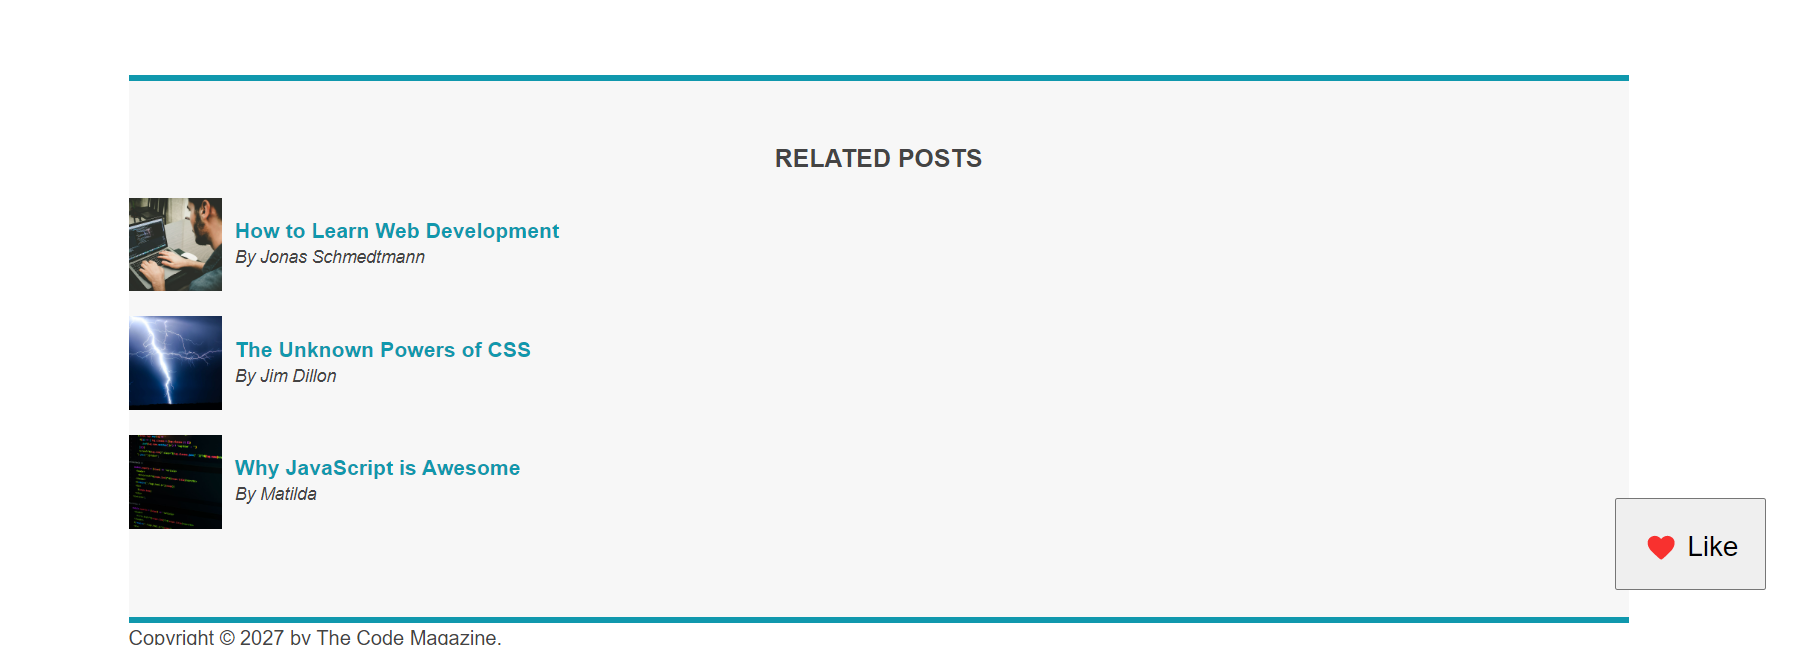 RELATED POSTS
How to Learn Web Development
By Jonas Schmedtmann
The Unknown Powers of CSS
By Jim Dillon
Why JavaScript is Awesome
By Matilda
Like
Copyright © 2027 by The Code Magazine.